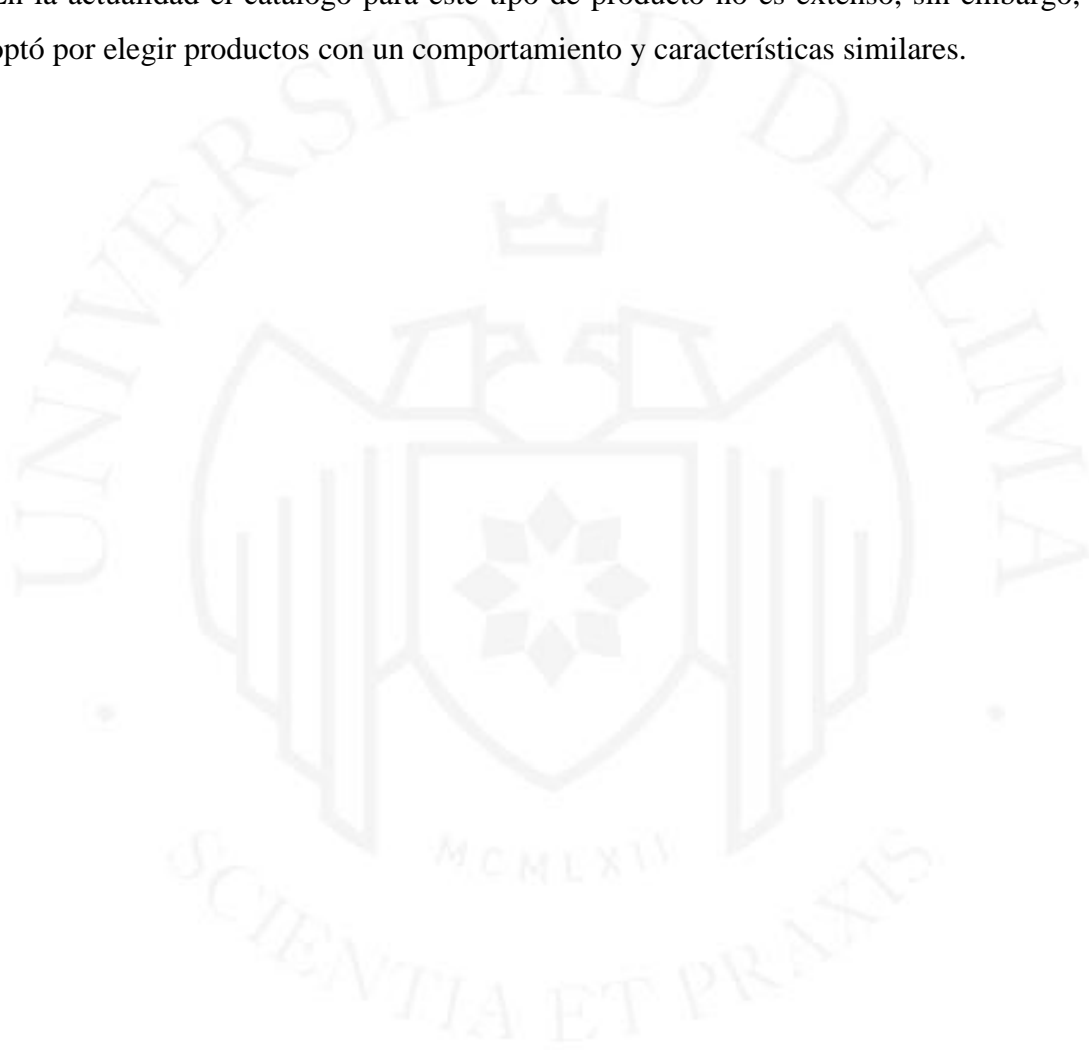 En la actualidad el catálogo para este tipo de producto no es extenso, sin embargo,
optó por elegir productos con un comportamiento y características similares.
UNIVERSIDAD DE LIMA
MCMLXII
SCIENTIA ET PRAXIS